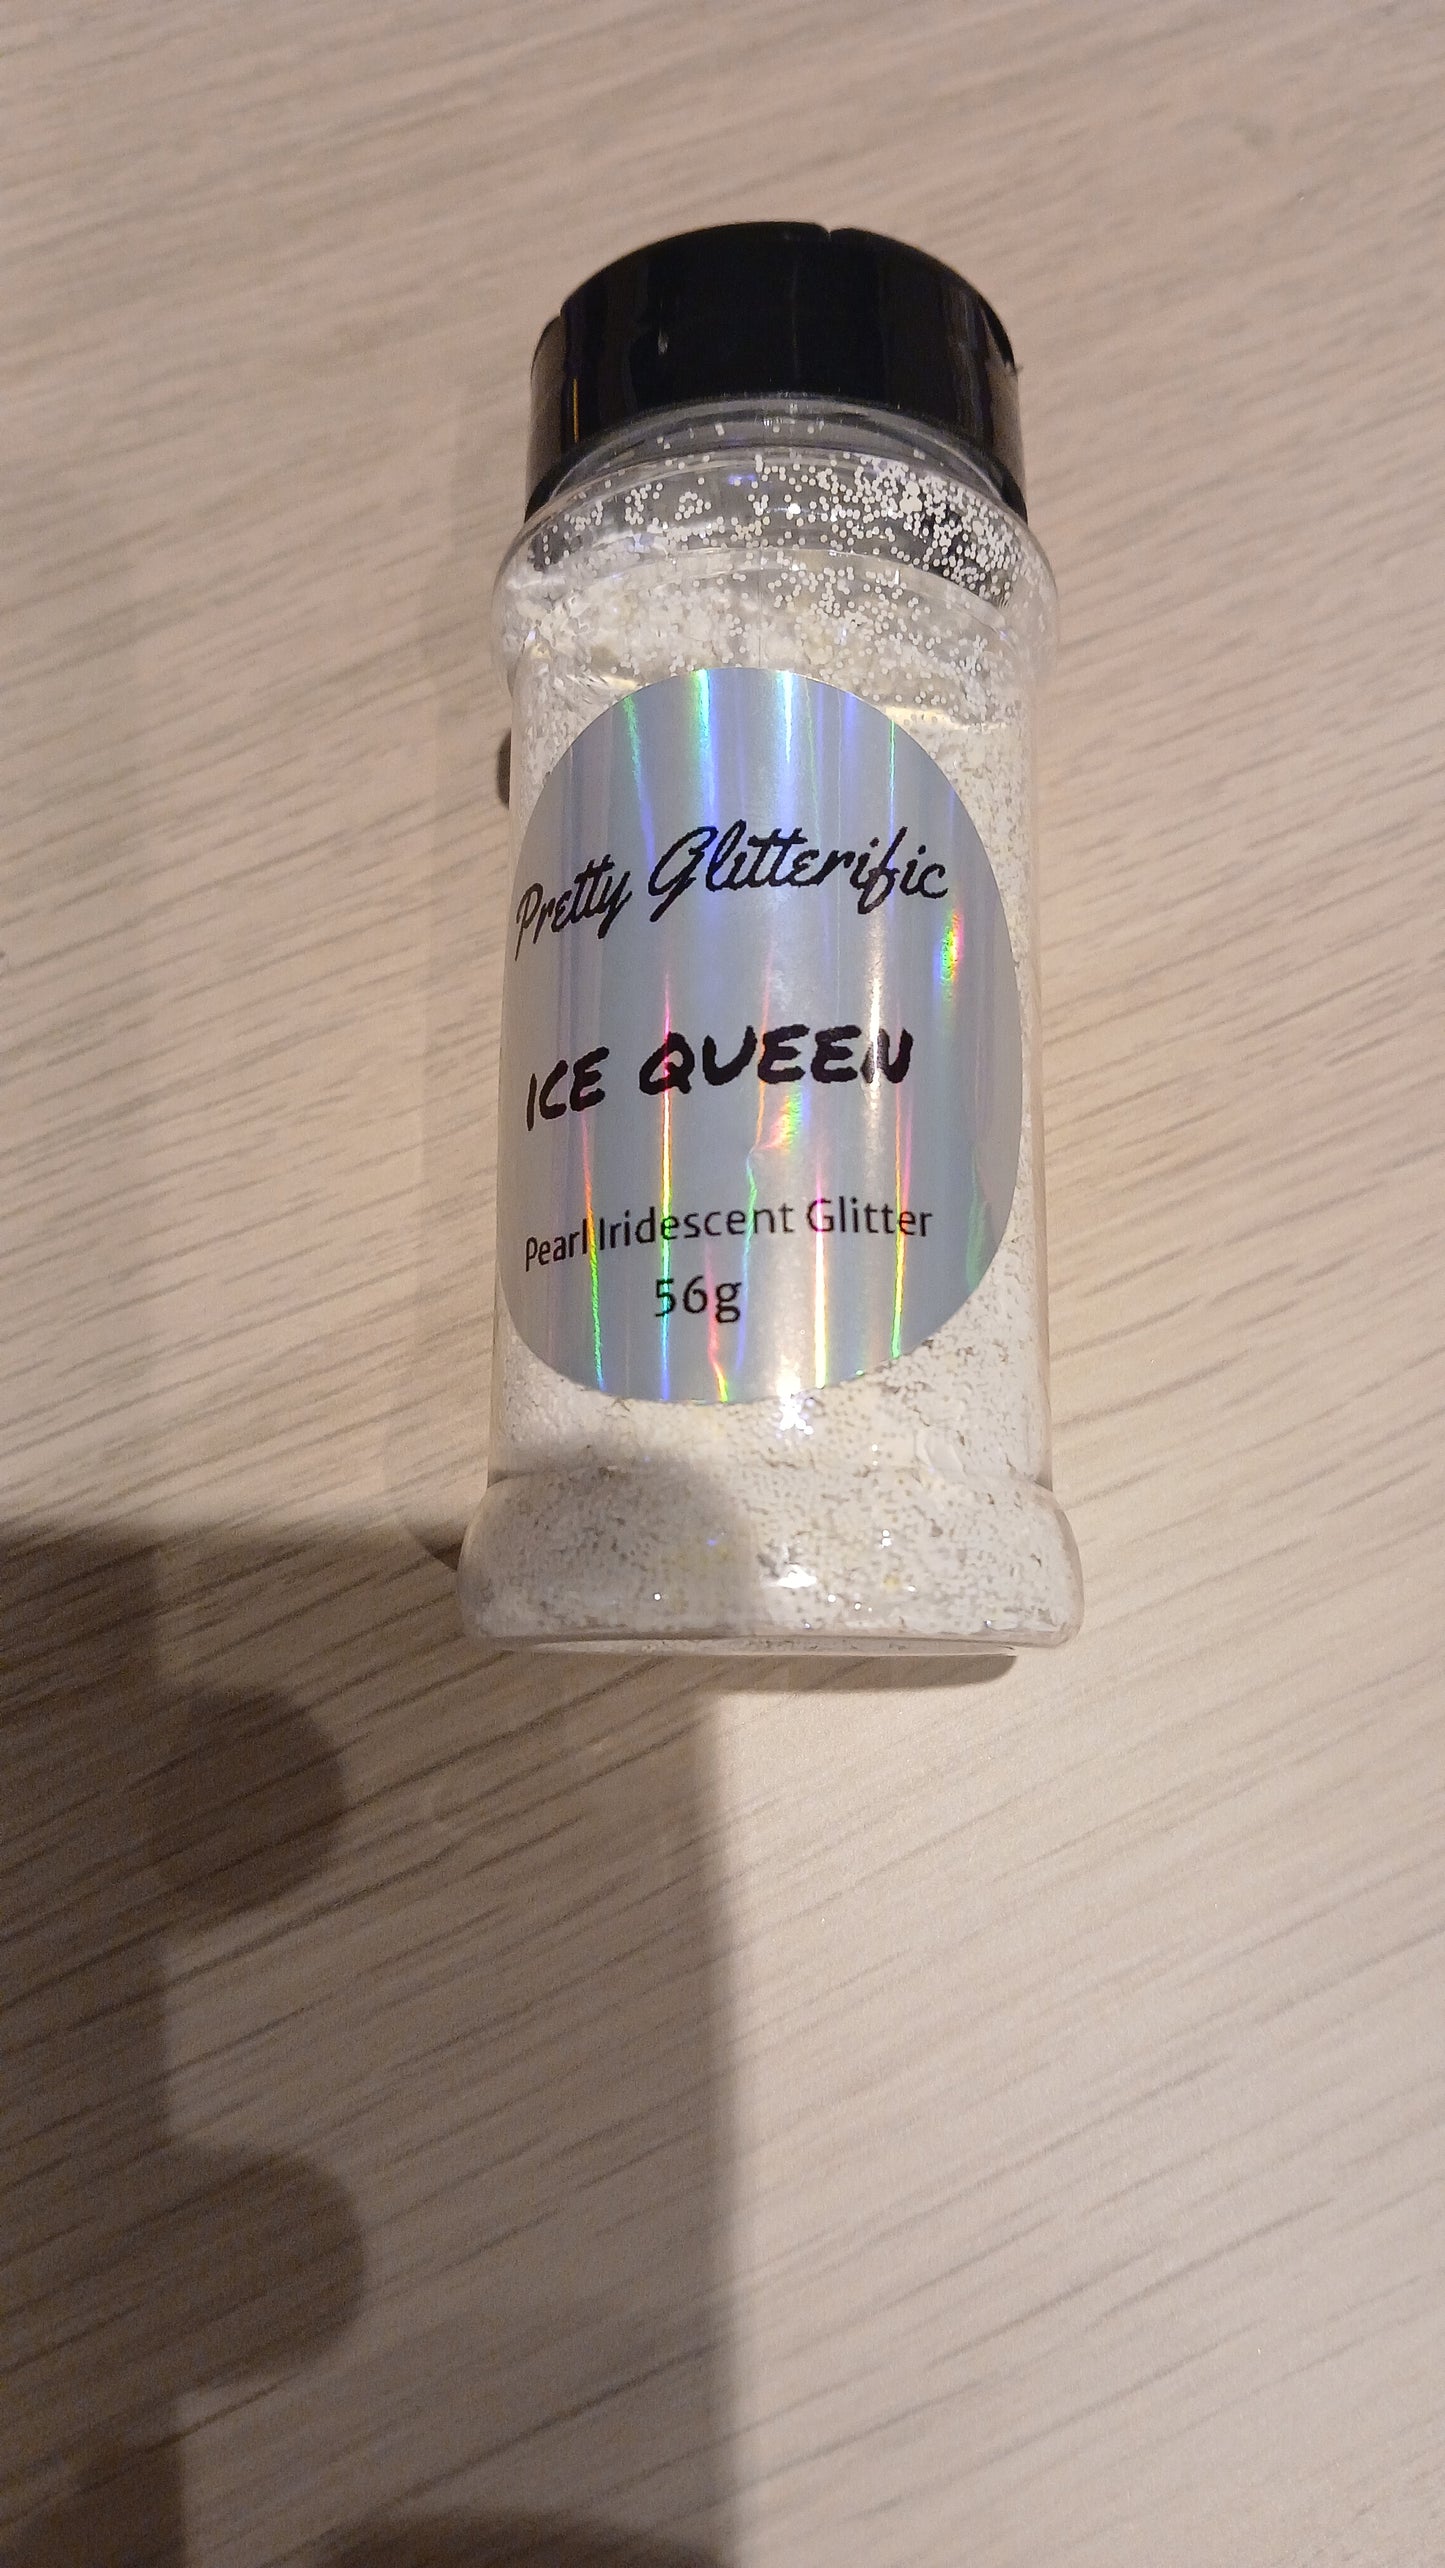 Pretty Glitterific
ICE QUEEN
Pearl Iridescent Glitter
56g